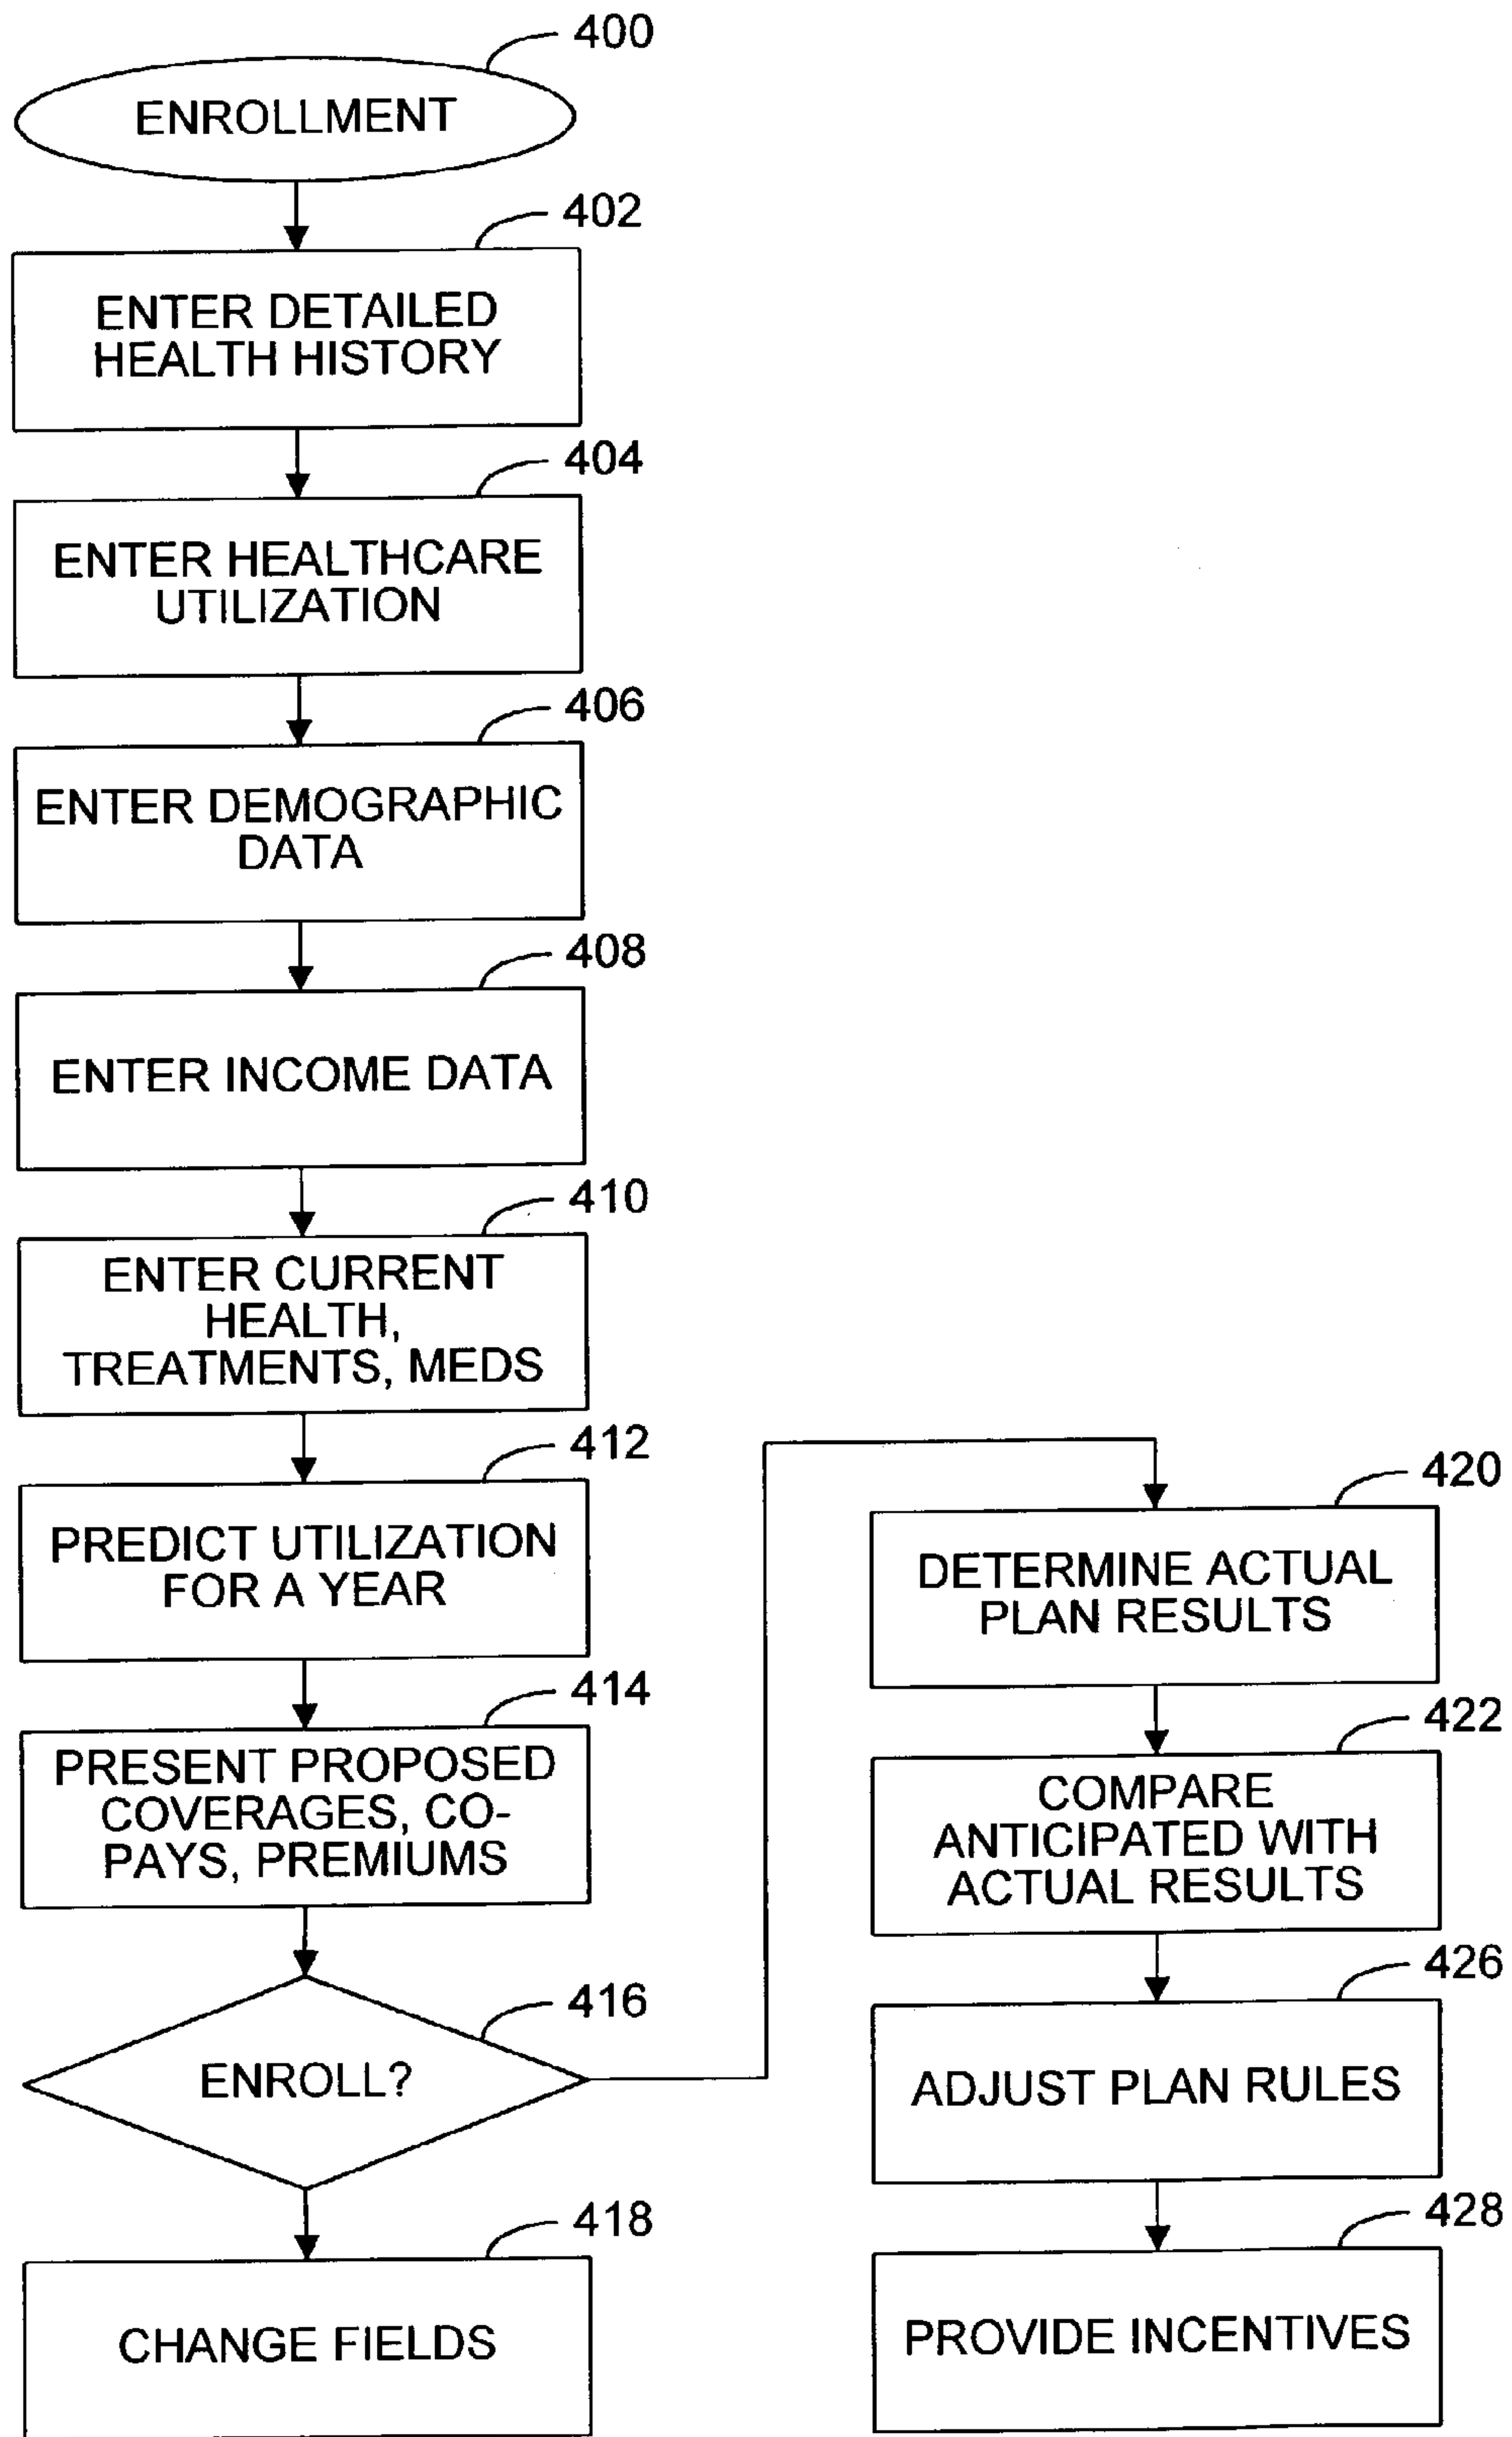 400
ENROLLMENT
402
ENTER DETAILED
HEALTH HISTORY
404
ENTER HEALTHCARE
UTILIZATION
406
ENTER DEMOGRAPHIC
DATA
408
ENTER INCOME DATA
410
ENTER CURRENT
HEALTH,
TREATMENTS, MEDS
412
PREDICT UTILIZATION
FOR A YEAR
414
PRESENT PROPOSED
COVERAGES, CO-
PAYS, PREMIUMS
416
ENROLL?
418
CHANGE FIELDS
420
DETERMINE ACTUAL
PLAN RESULTS
422
COMPARE
ANTICIPATED WITH
ACTUAL RESULTS
426
ADJUST PLAN RULES
428
PROVIDE INCENTIVES